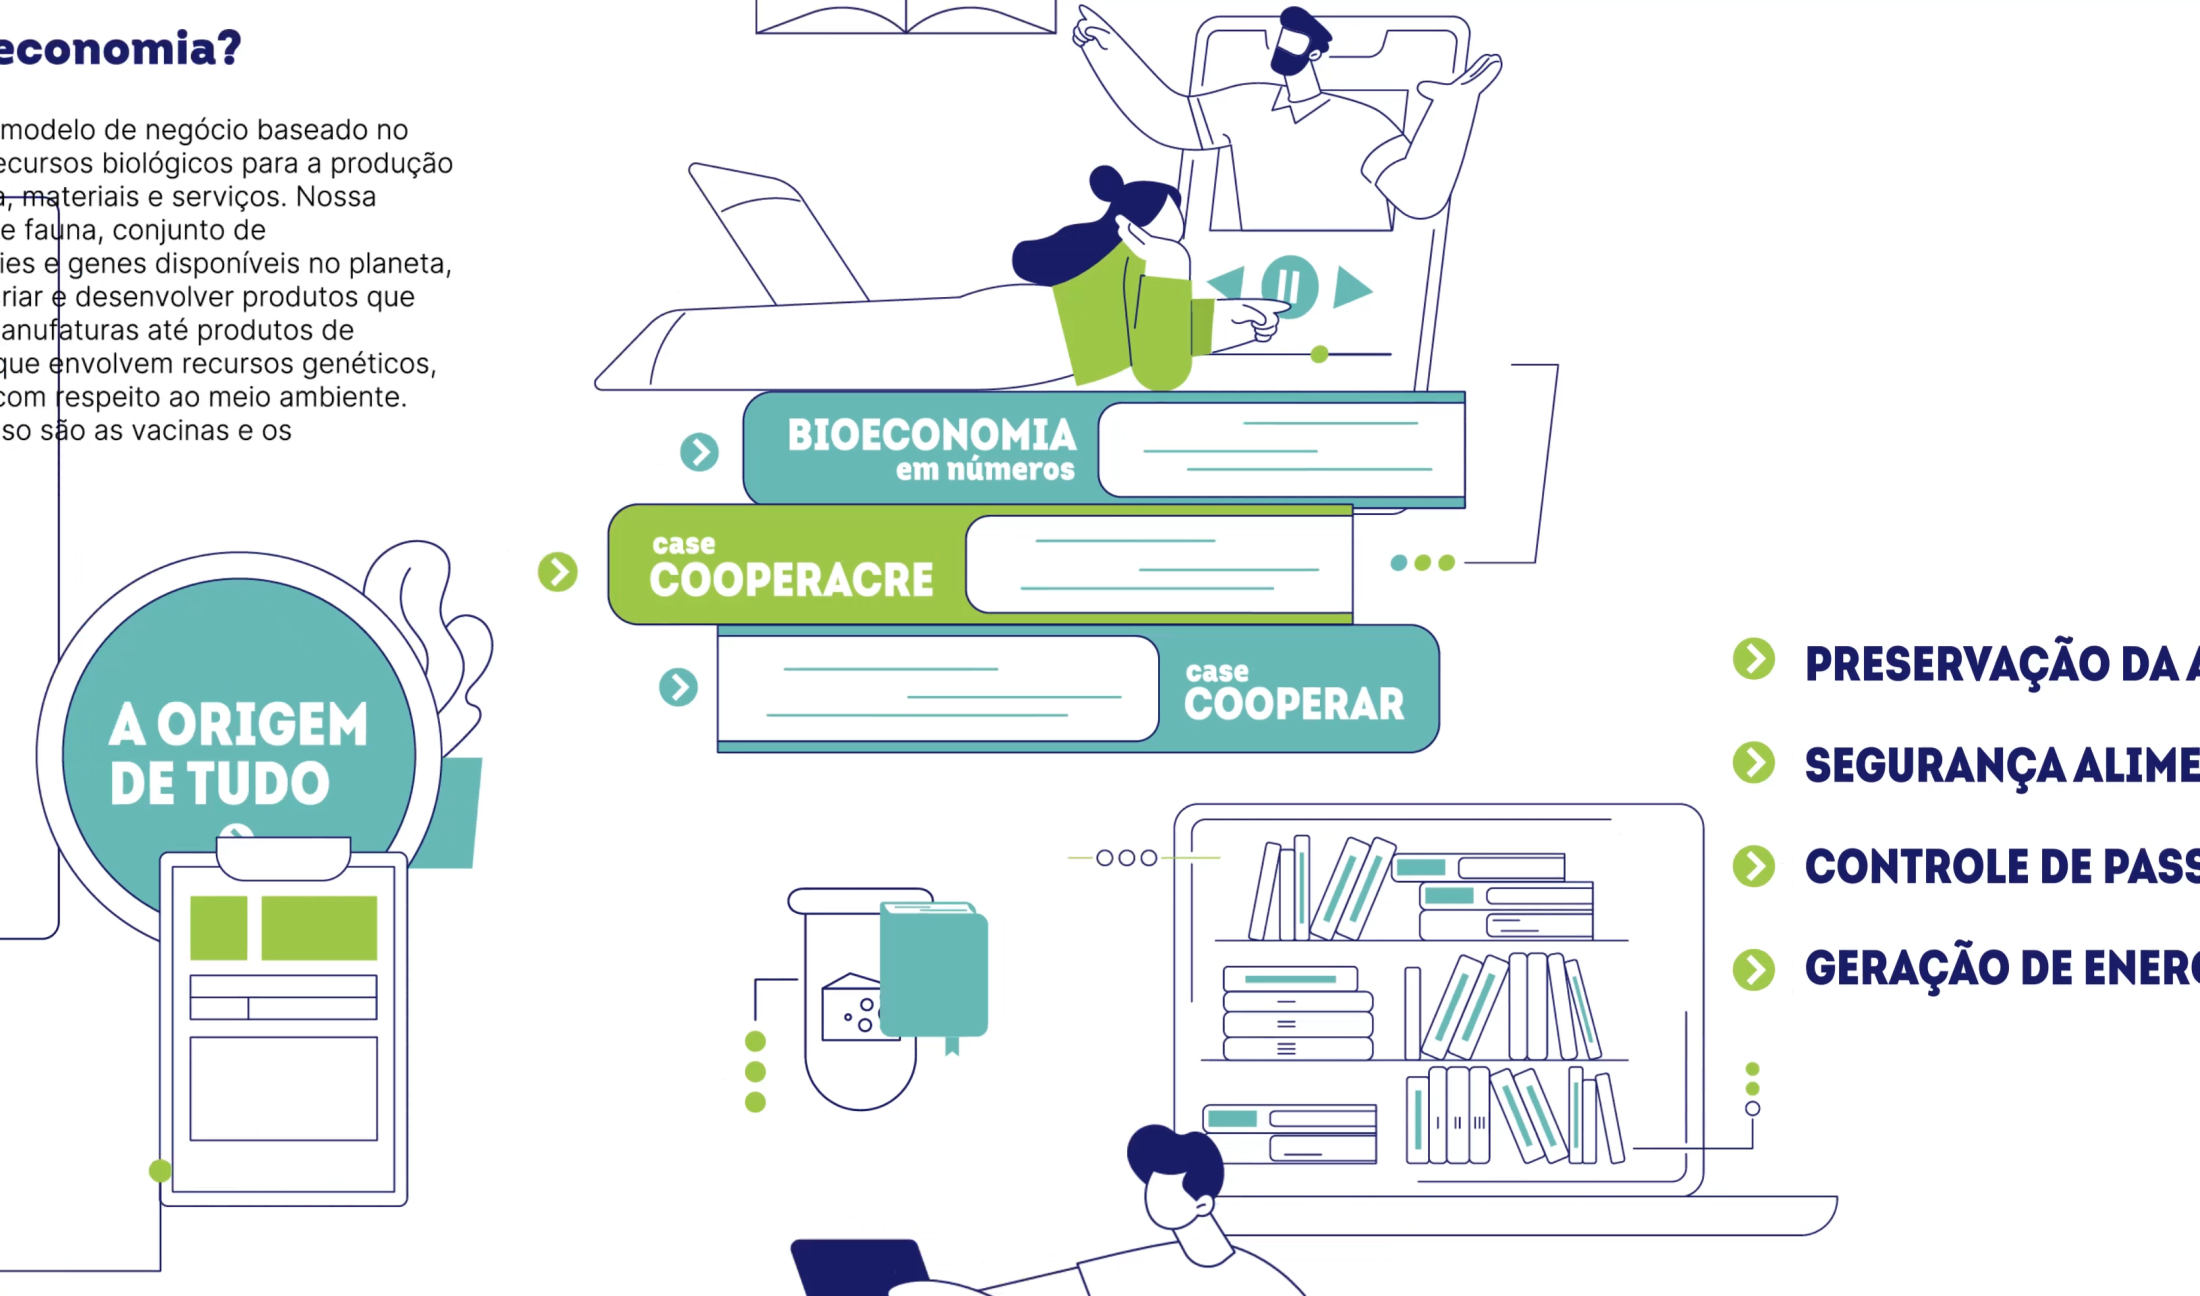 economia?
modelo de negócio baseado no
ecursos biológicos para a produção
a, materiais e serviços. Nossa
e fauna, conjunto de
ies e genes disponíveis no planeta,
riar e desenvolver produtos que
anufaturas até produtos de
que envolvem recursos genéticos,
com respeito ao meio ambiente.
so são as vacinas e os
BIOECONOMIA
em números
case
COOPERACRE
case
COOPERAR
A ORIGEM
DE TUDO
PRESERVAÇÃO DA A
SEGURANÇA ALIME
CONTROLE DE PASS
GERAÇÃO DE ENERG